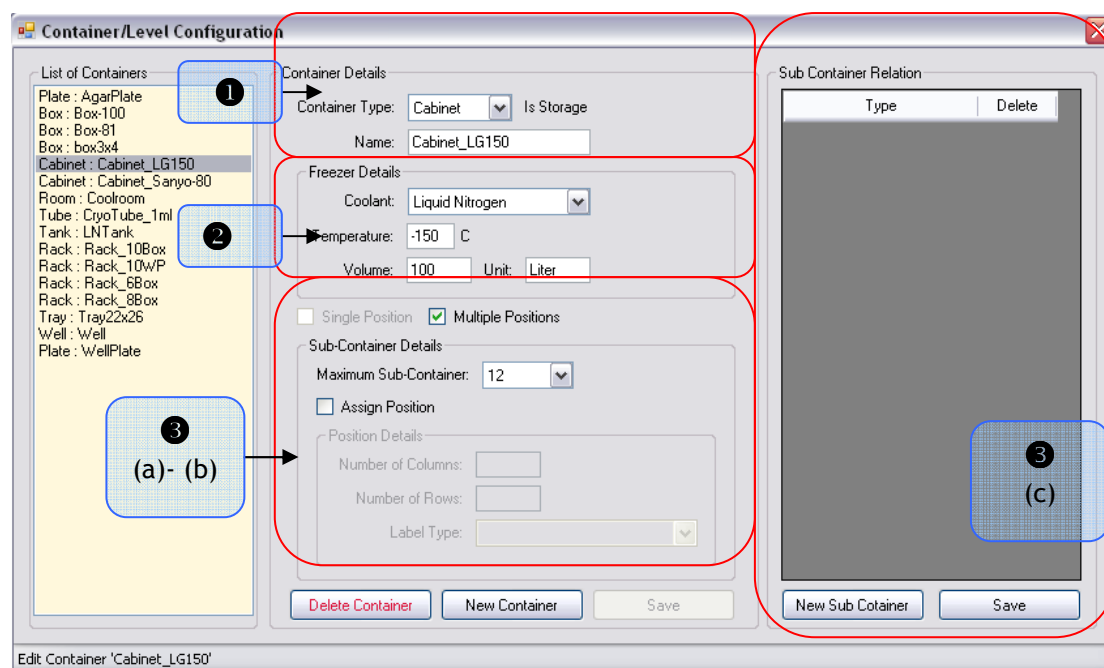 Container/Level Configuration
List of Containers
Plate : AgarPlate
Box : Box-100
Box : Box-81
Box : box3x4
Cabinet : Cabinet_LG150
Cabinet : Cabinet_Sanyo-80
Room : Coolroom
Tube : CryoTube_1ml
Tank : LNTank
Rack : Rack_10Box
Rack : Rack_10WP
Rack : Rack_6Box
Rack : Rack_8Box
Tray : Tray22x26
Well : Well
Plate : WellPlate
❶
❷
❸
(a)- (b)
Container Details
Container Type: Cabinet Is Storage
Name: Cabinet_LG150
Freezer Details
Coolant: Liquid Nitrogen
Temperature: -150 C
Volume: 100 Unit: Liter
Single Position Multiple Positions
Sub-Container Details
Maximum Sub-Container: 12
Assign Position
Position Details
Number of Columns:
Number of Rows:
Label Type:
Delete Container New Container Save
Sub Container Relation
Type Delete
❸
(c)
New Sub Cotainer Save
Edit Container 'Cabinet_LG150'